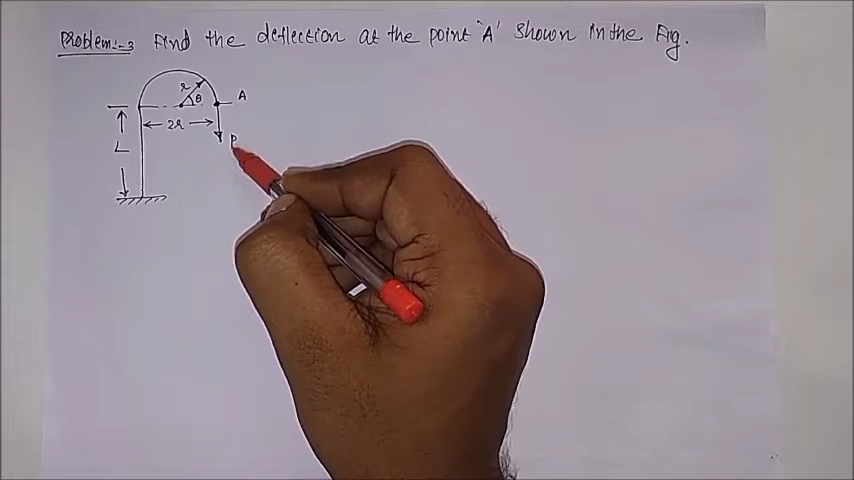 Problem:-3 Find the deflection at the point 'A' shown in the Fig.
r
θ
A
2r
P
L